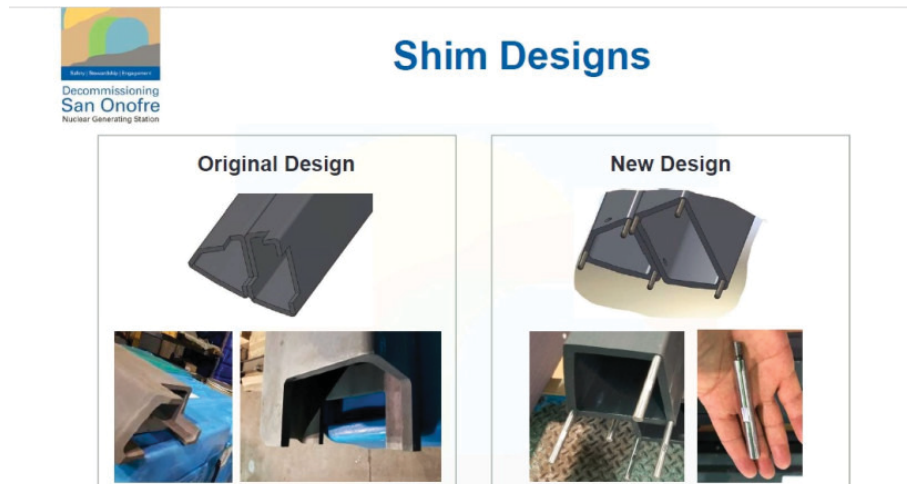 Shim Designs
Safety | Stewardship | Engagement
Decommissioning
San Onofre
Nuclear Generating Station
Original Design
New Design